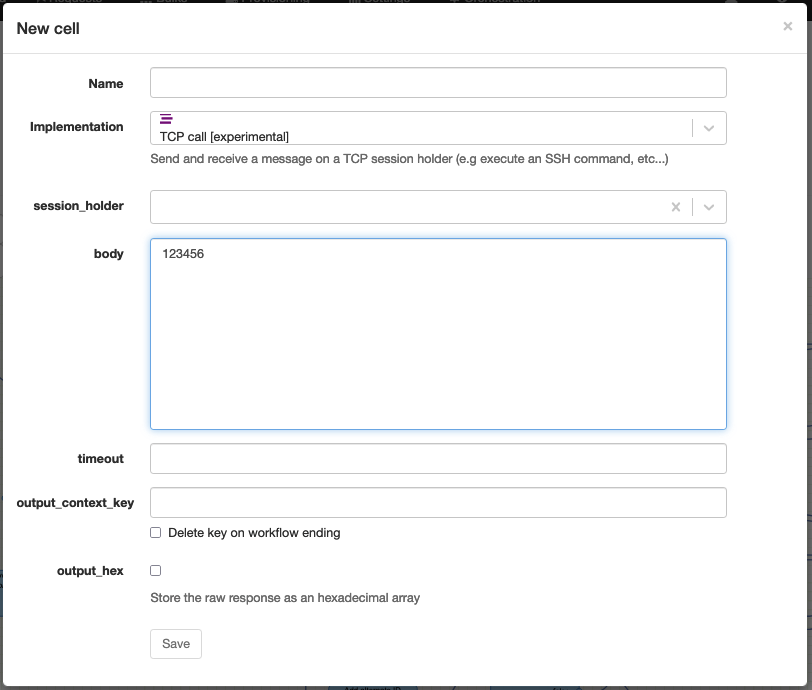 New cell
×
Name
Implementation
TCP call [experimental]
Send and receive a message on a TCP session holder (e.g execute an SSH command, etc...)
session_holder
body
123456
timeout
output_context_key
Delete key on workflow ending
output_hex
Store the raw response as an hexadecimal array
Save